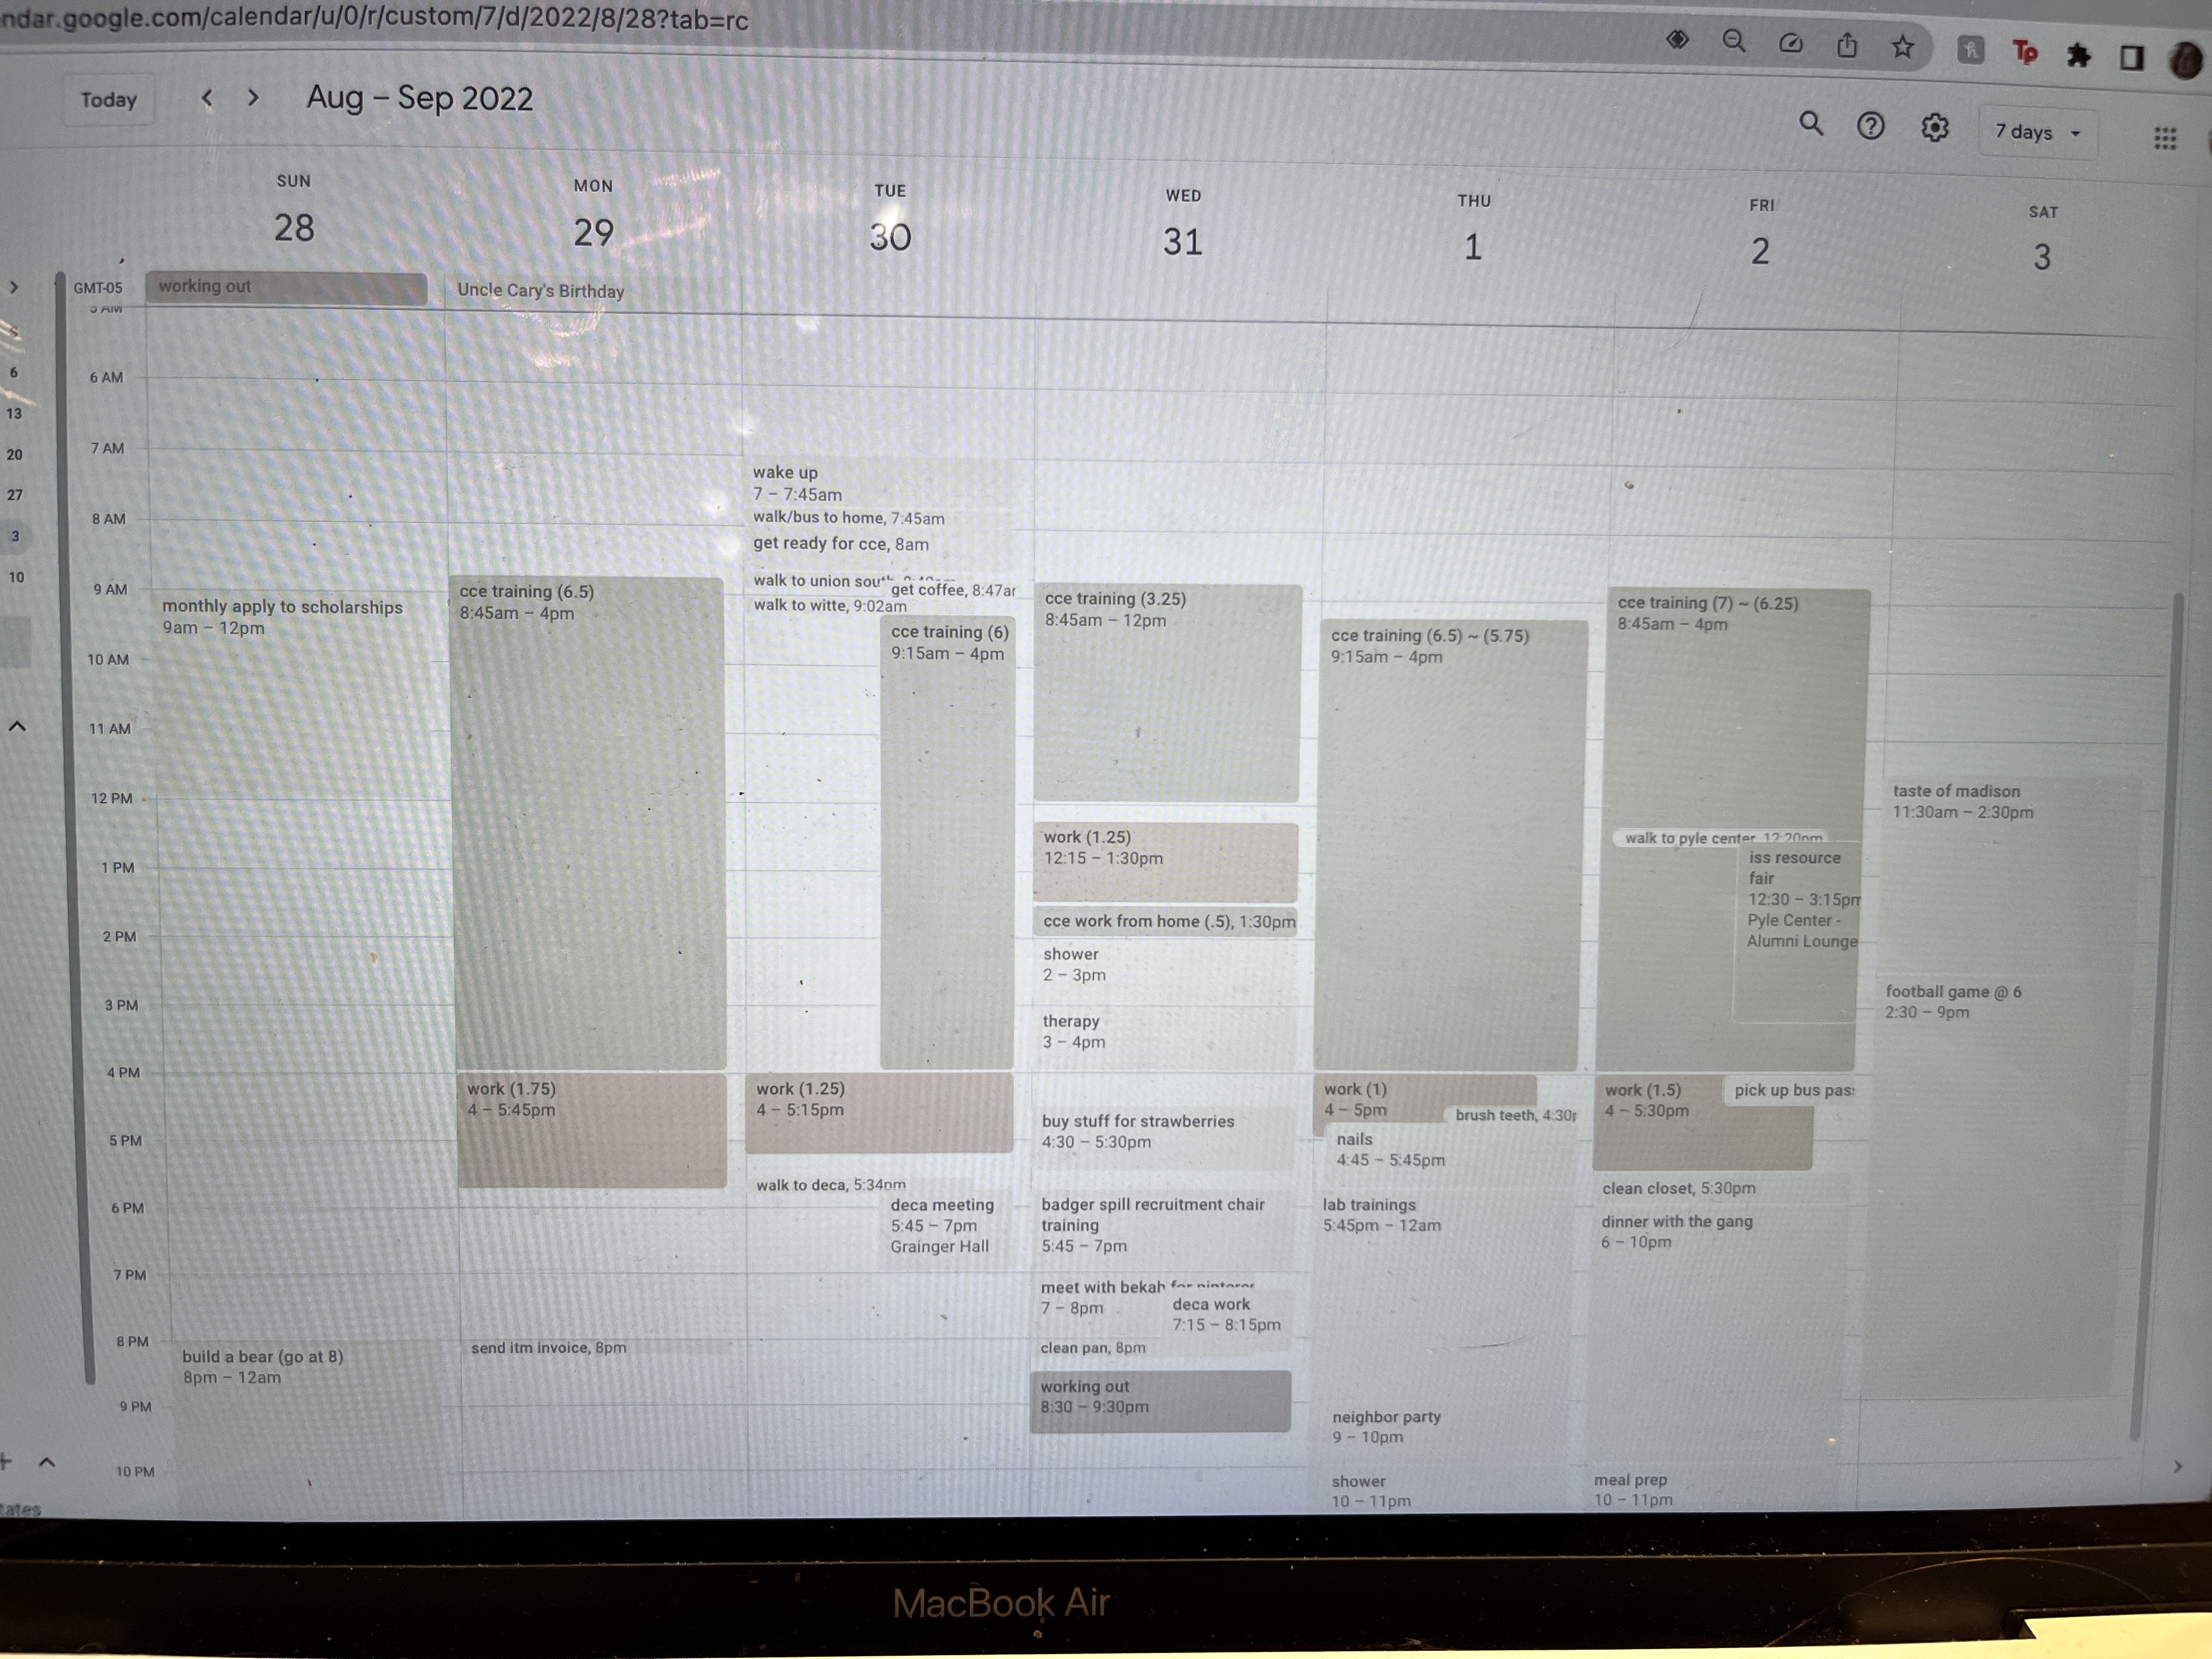 ndar.google.com/calendar/u/0/r/custom/7/d/2022/8/28?tab=rc
Today
Aug – Sep 2022
7 days
SUN
28
MON
29
TUE
30
WED
31
THU
1
FRI
2
SAT
3
GMT-05
working out
Uncle Cary's Birthday
S
6
13
20
27
3
10
5 AM
6 AM
7 AM
8 AM
9 AM
10 AM
11 AM
12 PM
1 PM
2 PM
3 PM
4 PM
5 PM
6 PM
7 PM
8 PM
9 PM
10 PM
monthly apply to scholarships
9am – 12pm
build a bear (go at 8)
8pm – 12am
cce training (6.5)
8:45am – 4pm
work (1.75)
4 – 5:45pm
send itm invoice, 8pm
wake up
7 – 7:45am
walk/bus to home, 7:45am
get ready for cce, 8am
walk to union
get coffee, 8:47ar
walk to witte, 9:02am
cce training (6)
9:15am – 4pm
work (1.25)
4 – 5:15pm
walk to deca, 5:34pm
deca meeting
5:45 – 7pm
Grainger Hall
cce training (3.25)
8:45am – 12pm
work (1.25)
12:15 – 1:30pm
cce work from home (.5), 1:30pm
shower
2 – 3pm
therapy
3 – 4pm
buy stuff for strawberries
4:30 – 5:30pm
badger spill recruitment chair
training
5:45 – 7pm
meet with bekah for
7 – 8pm
deca work
7:15 – 8:15pm
clean pan, 8pm
working out
8:30 – 9:30pm
cce training (6.5) ~ (5.75)
9:15am – 4pm
work (1)
4 – 5pm
brush teeth, 4:30p
nails
4:45 – 5:45pm
lab trainings
5:45pm – 12am
neighbor party
9 – 10pm
shower
10 – 11pm
cce training (7) ~ (6.25)
8:45am – 4pm
walk to pyle center, 12:20pm
iss resource
fair
12:30 – 3:15pm
Pyle Center -
Alumni Lounge
work (1.5)
4 – 5:30pm
pick up bus pas
clean closet, 5:30pm
dinner with the gang
6 – 10pm
meal prep
10 – 11pm
taste of madison
11:30am – 2:30pm
football game @ 6
2:30 – 9pm
MacBook Air